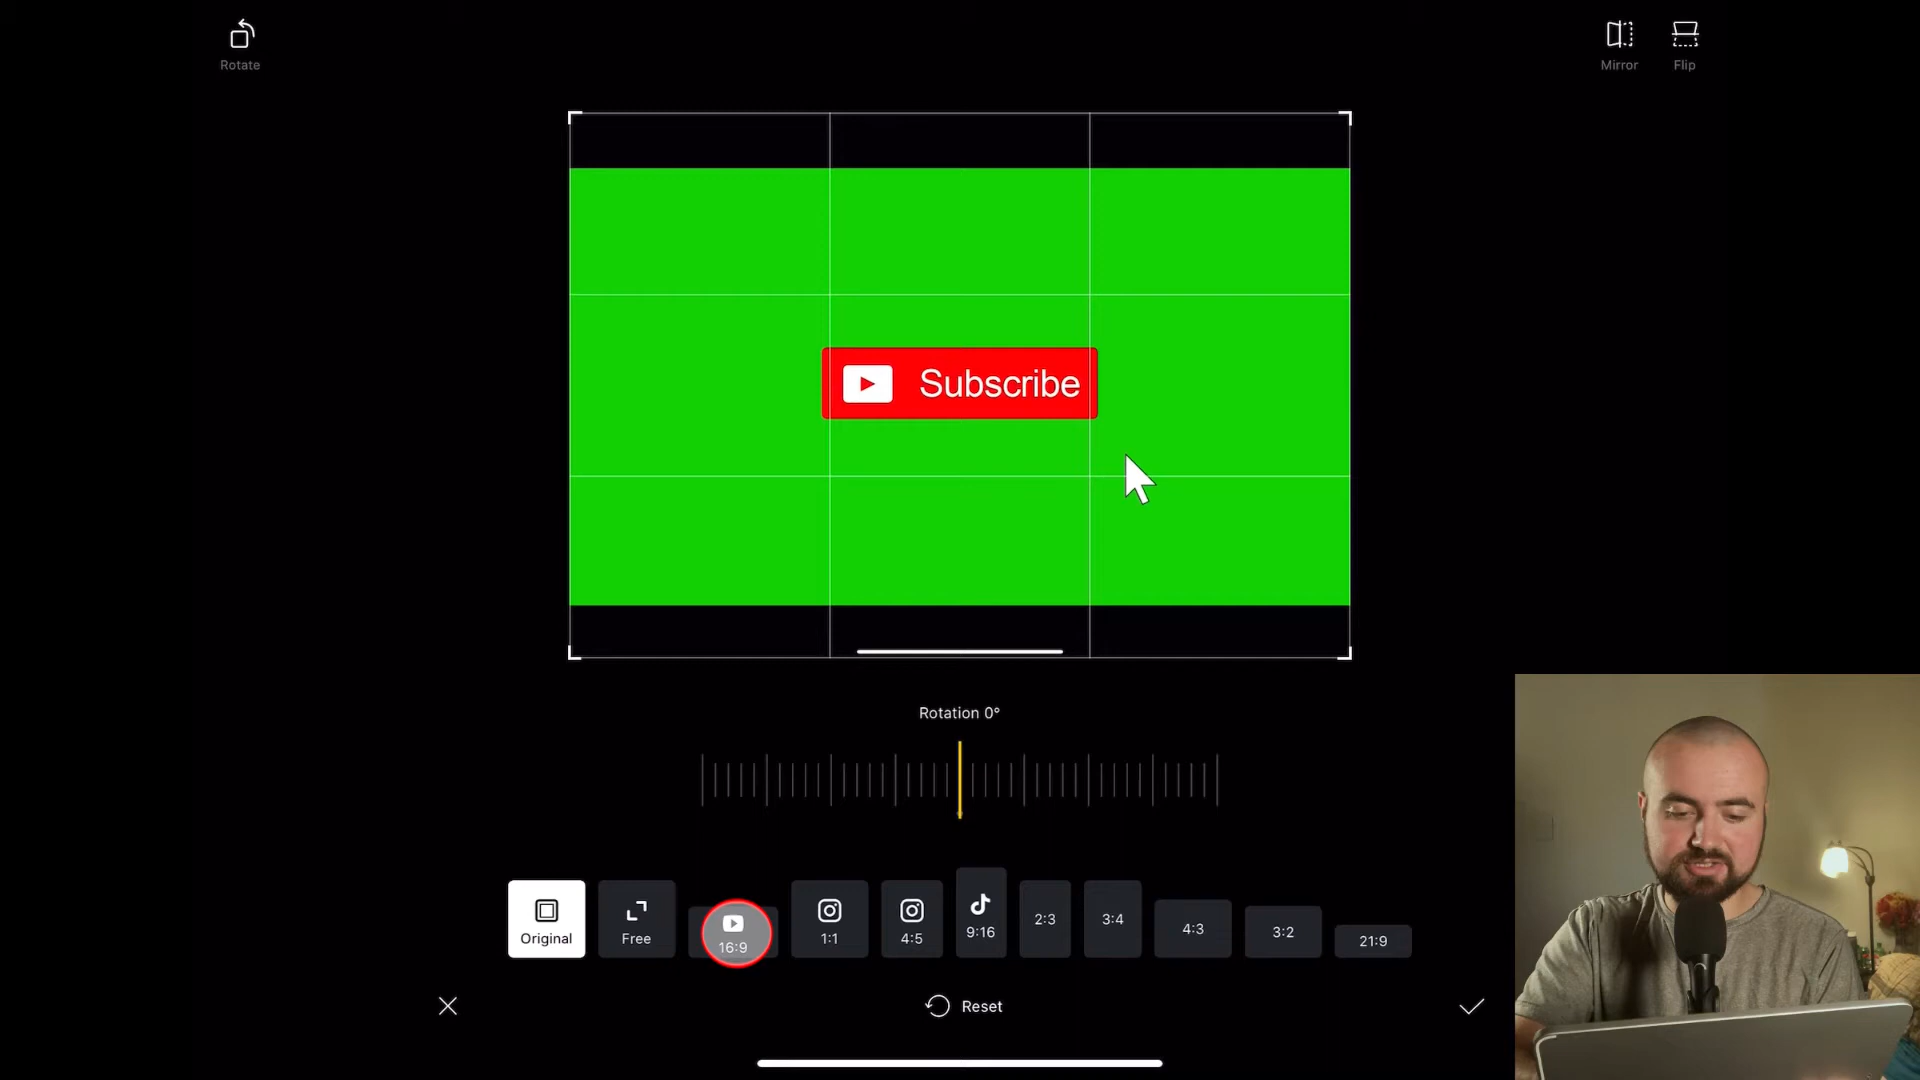 Rotate
Mirror
Flip
Subscribe
Rotation 0°
Original
Free
16:9
1:1
4:5
9:16
2:3
3:4
4:3
3:2
21:9
Reset